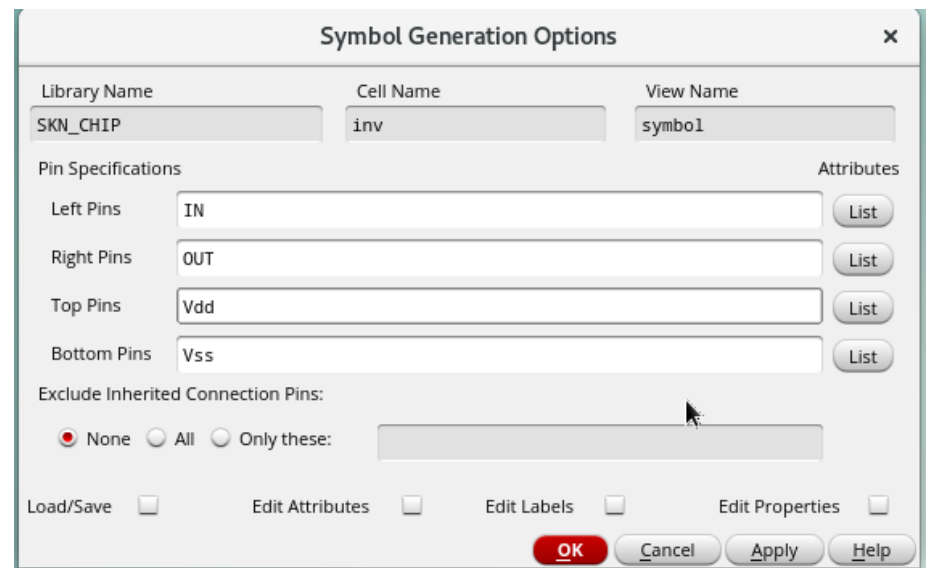 Symbol Generation Options
Library Name Cell Name View Name
SKN_CHIP inv symbol
Pin Specifications Attributes
Left Pins IN List
Right Pins OUT List
Top Pins Vdd List
Bottom Pins Vss List
Exclude Inherited Connection Pins:
None All Only these:
Load/Save Edit Attributes Edit Labels Edit Properties
OK Cancel Apply Help